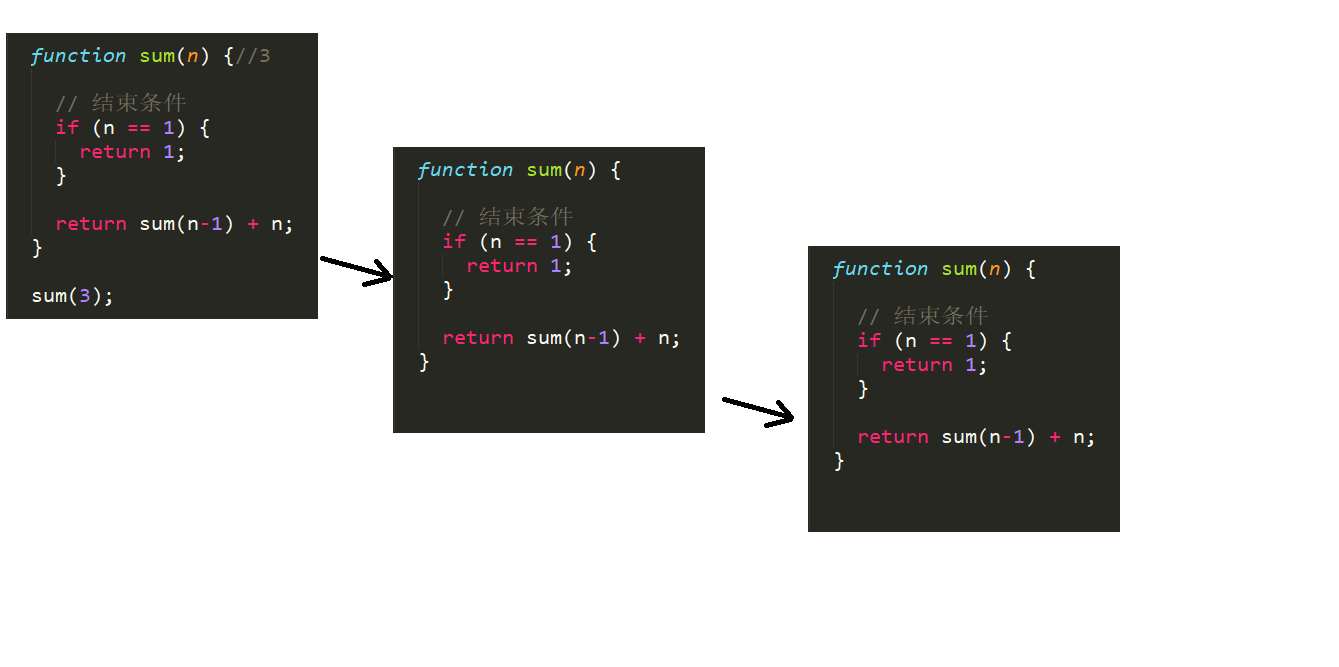 function sum(n) {//3
// 结束条件
if (n == 1) {
return 1;
}
return sum(n-1) + n;
}
sum(3);
function sum(n) {
// 结束条件
if (n == 1) {
return 1;
}
return sum(n-1) + n;
}
function sum(n) {
// 结束条件
if (n == 1) {
return 1;
}
return sum(n-1) + n;
}